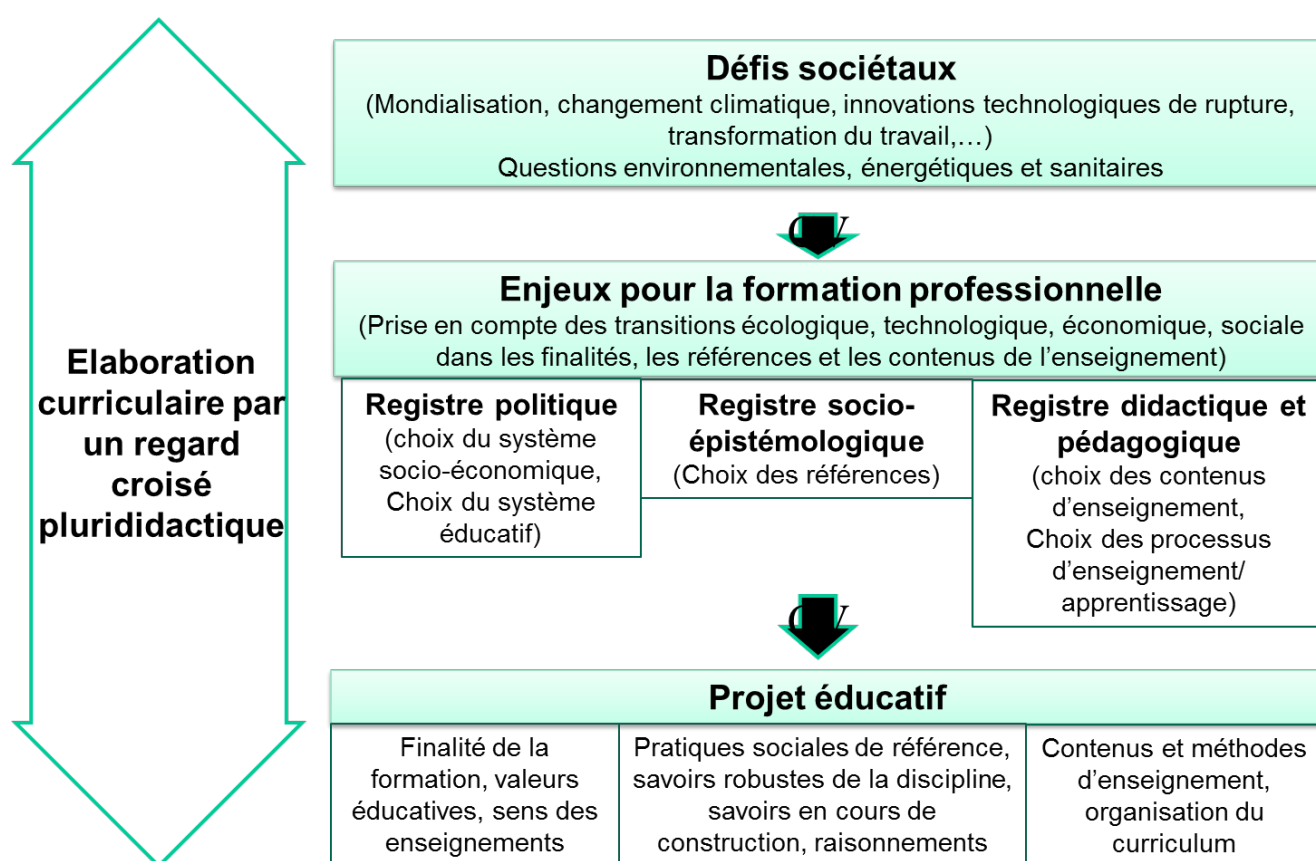 Défis sociétaux
(Mondialisation, changement climatique, innovations technologiques de rupture,
transformation du travail,…)
Questions environnementales, énergétiques et sanitaires
Enjeux pour la formation professionnelle
(Prise en compte des transitions écologique, technologique, économique, sociale
dans les finalités, les références et les contenus de l’enseignement)
Elaboration
curriculaire par
un regard
croisé
plurididactique
Registre politique
(choix du système
socio-économique,
Choix du système
éducatif)
Registre socio-
épistémologique
(Choix des références)
Registre didactique et
pédagogique
(choix des contenus
d’enseignement,
Choix des processus
d’enseignement/
apprentissage)
Projet éducatif
Finalité de la
formation, valeurs
éducatives, sens des
enseignements
Pratiques sociales de référence,
savoirs robustes de la discipline,
savoirs en cours de
construction, raisonnements
Contenus et méthodes
d’enseignement,
organisation du
curriculum